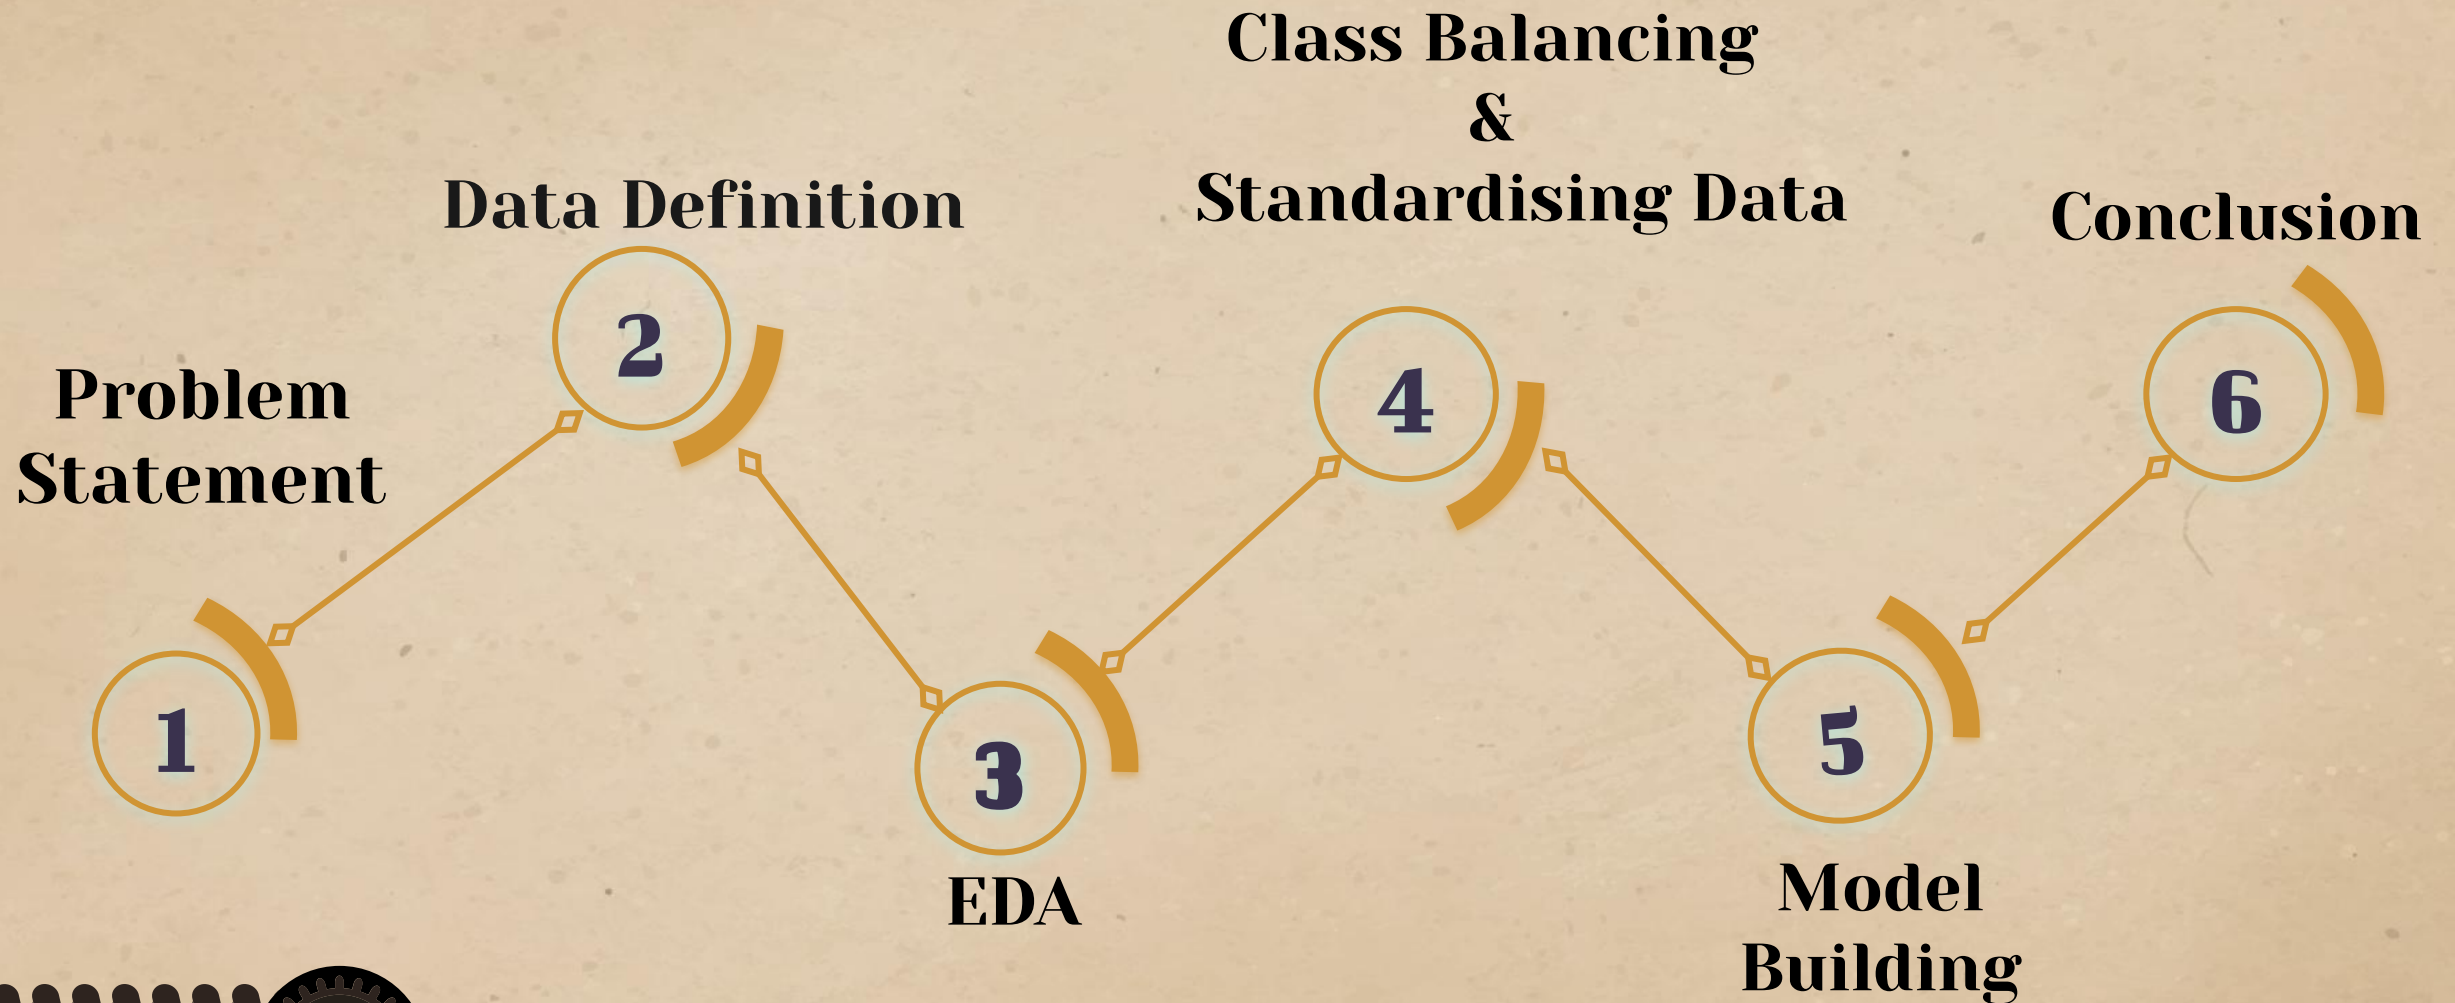 Problem
Statement
1
Data Definition
2
3
EDA
Class Balancing
&
Standardising Data
4
5
Model
Building
Conclusion
6